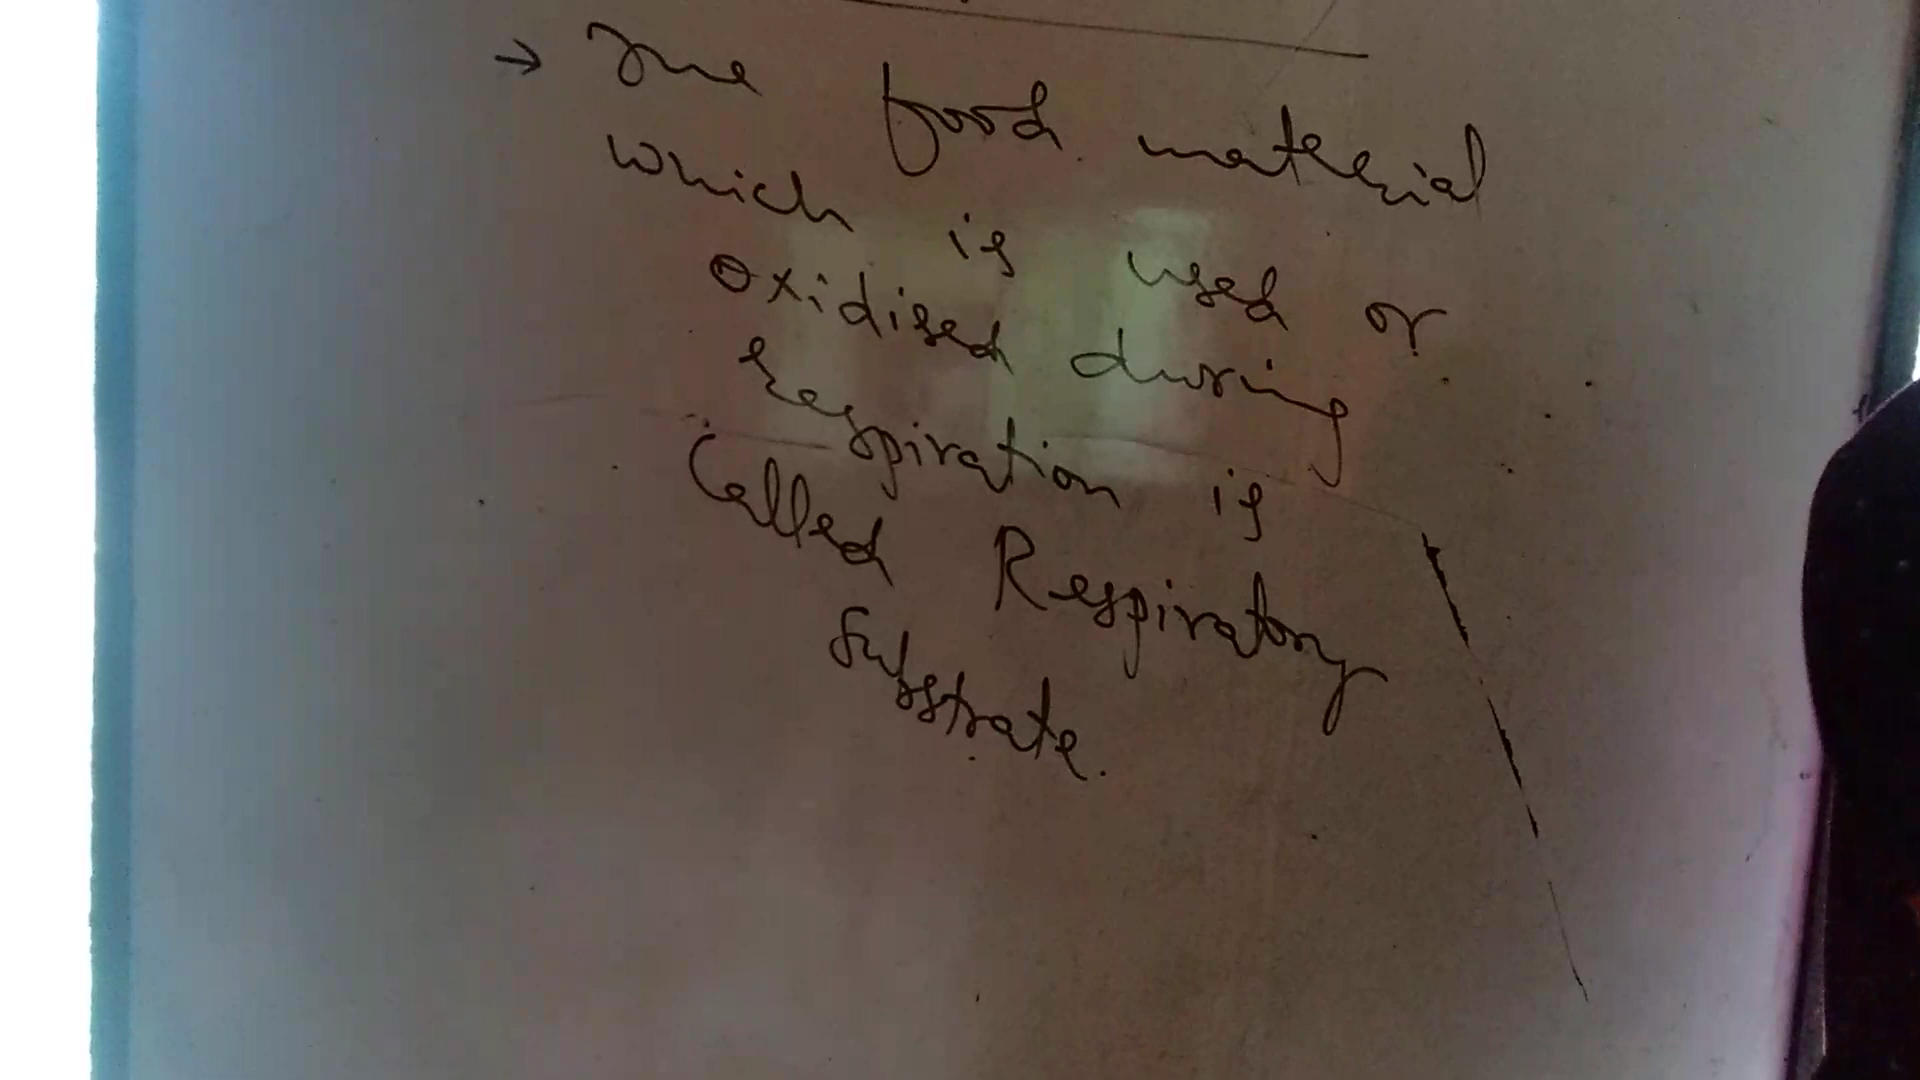 → The food material
which is used or
oxidised during
respiration is
Called Respiratory
Substrate.